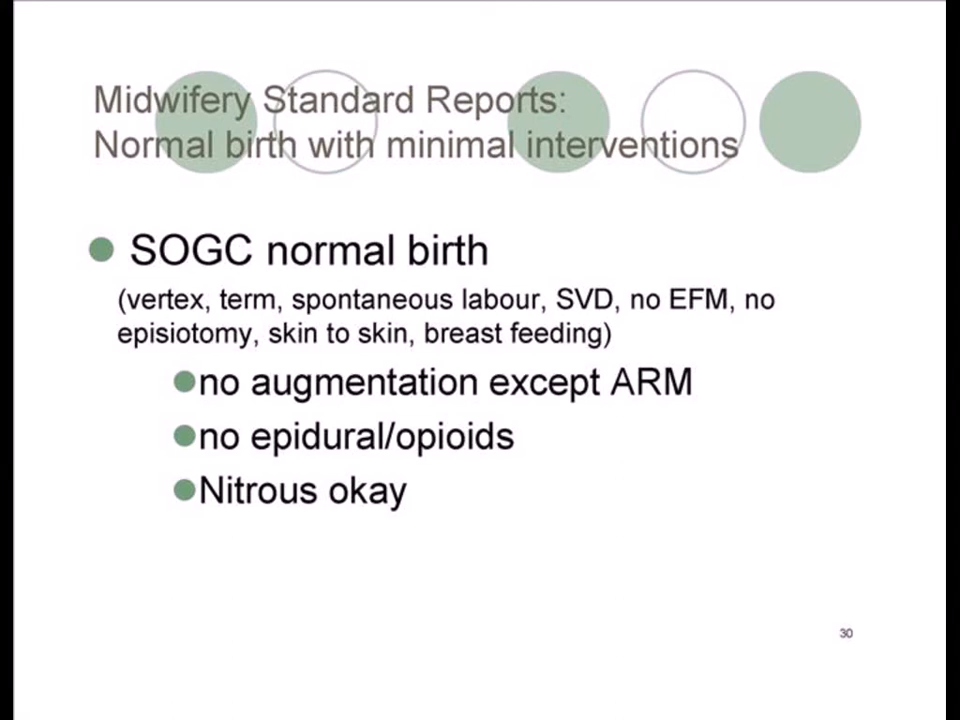 Midwifery Standard Reports:
Normal birth with minimal interventions
SOGC normal birth
(vertex, term, spontaneous labour, SVD, no EFM, no
episiotomy, skin to skin, breast feeding)
no augmentation except ARM
no epidural/opioids
Nitrous okay
30